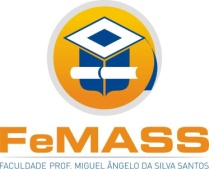 FeMASS
FACULDADE PROF. MIGUEL ÂNGELO DA SILVA SANTOS